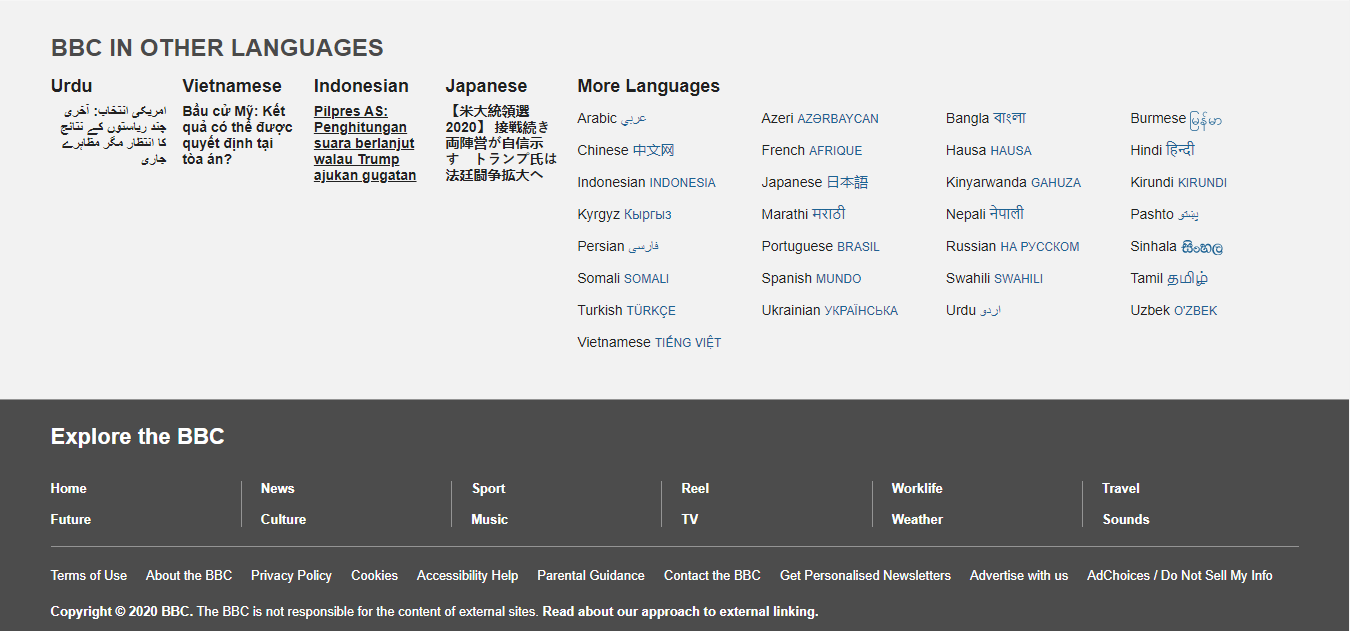 BBC IN OTHER LANGUAGES
Urdu
امریکی انتخاب: آخری
چند ریاستوں کے نتائج
کا انتظار مگر مظاہرے
جاری
Vietnamese
Bầu cử Mỹ: Kết
quả có thể được
quyết định tại
tòa án?
Indonesian
Pilpres AS:
Penghitungan
suara berlanjut
walau Trump
ajukan gugatan
Japanese
【米大統領選
2020】 接戦続き
両陣営が自信示
す　トランプ氏は
法廷闘争拡大へ
More Languages
Arabic عربي
Azeri AZƏRBAYCAN
Bangla বাংলা
Burmese မြန်မာ
Chinese 中文网
French AFRIQUE
Hausa HAUSA
Hindi हिन्दी
Indonesian INDONESIA
Japanese 日本語
Kinyarwanda GAHUZA
Kirundi KIRUNDI
Kyrgyz Кыргыз
Marathi मराठी
Nepali नेपाली
Pashto پښتو
Persian فارسی
Portuguese BRASIL
Russian НА РУССКОМ
Sinhala සිංහල
Somali SOMALI
Spanish MUNDO
Swahili SWAHILI
Tamil தமிழ்
Turkish TÜRKÇE
Ukrainian УКРАЇНСЬКА
Urdu اردو
Uzbek O'ZBEK
Vietnamese TIẾNG VIỆT
Explore the BBC
Home
News
Sport
Reel
Worklife
Travel
Future
Culture
Music
TV
Weather
Sounds
Terms of Use About the BBC Privacy Policy Cookies Accessibility Help Parental Guidance Contact the BBC Get Personalised Newsletters Advertise with us AdChoices / Do Not Sell My Info
Copyright © 2020 BBC. The BBC is not responsible for the content of external sites. Read about our approach to external linking.